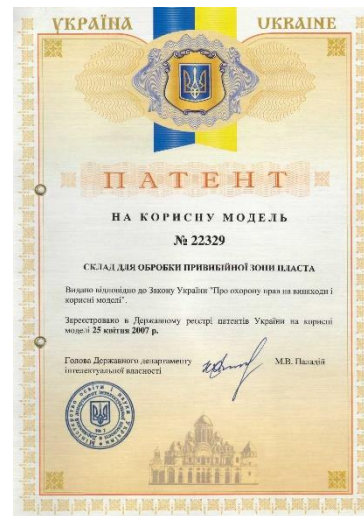 УКРАЇНА UKRAINE
ПАТЕНТ
НА КОРИСНУ МОДЕЛЬ
№ 22329
СКЛАД ДЛЯ ОБРОБКИ ПРИВИБІЙНОЇ ЗОНИ ПЛАСТА
Видано відповідно до Закону України "Про охорону прав на винаходи і
корисні моделі".
Зареєстровано в Державному реєстрі патентів України на корисні
моделі 25 квітня 2007 р.
Голова Державного департаменту
інтелектуальної власності
М.В. Паладій